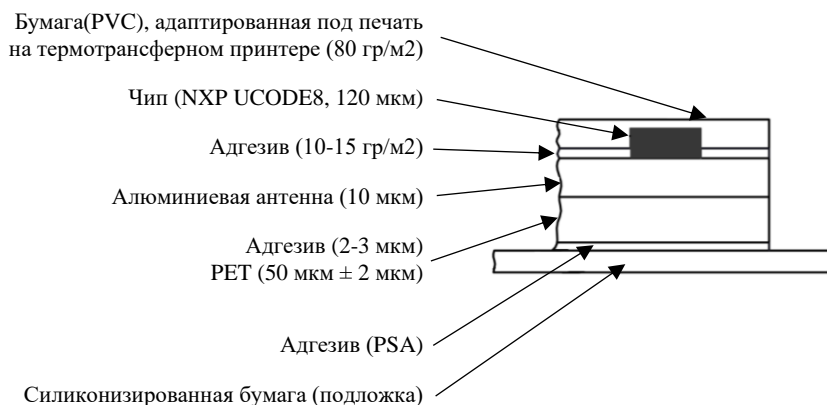 Бумага(PVC), адаптированная под печать
на термотрансферном принтере (80 гр/м2)
Чип (NXP UCODE8, 120 мкм)
Адгезив (10-15 гр/м2)
Алюминиевая антенна (10 мкм)
Адгезив (2-3 мкм)
PET (50 мкм ± 2 мкм)
Адгезив (PSA)
Силиконизированная бумага (подложка)